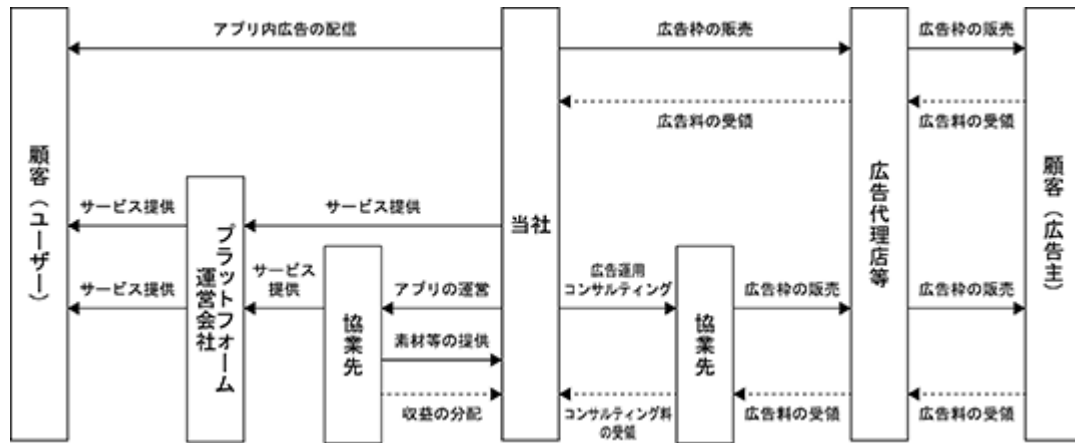 アプリ内広告の配信
広告枠の販売
広告枠の販売
広告料の受領
広告料の受領
顧客（ユーザー）
サービス提供
サービス提供
プラットフォーム
運営会社
サービス提供
サービス
提供
協業先
アプリの運営
素材等の提供
収益の分配
当社
広告運用
コンサルティング
コンサルティング料
の受領
協業先
広告枠の販売
広告料の受領
広告代理店等
広告枠の販売
広告料の受領
顧客（広告主）